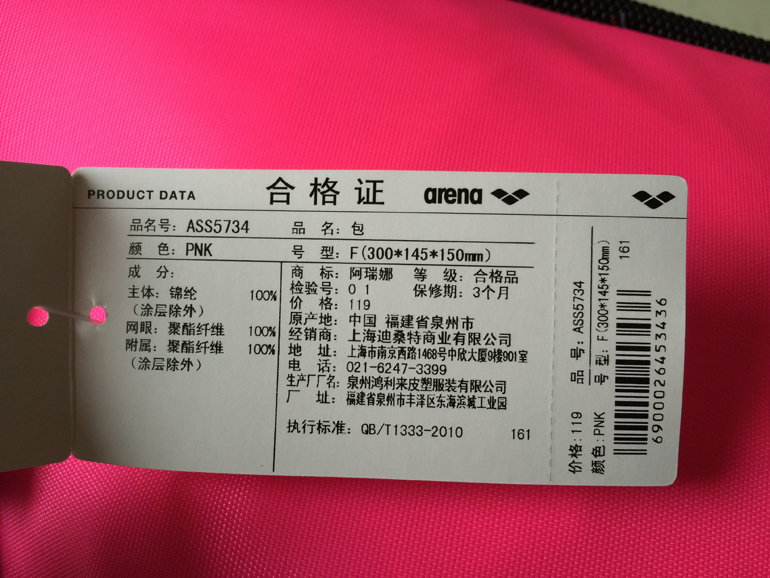 PRODUCT DATA 合格证 arena
品名号: ASS5734 品 名: 包
颜 色: PNK 号 型: F(300*145*150mm)
成 分:
主体: 锦纶 100%
(涂层除外)
网眼: 聚酯纤维 100%
附属: 聚酯纤维 100%
(涂层除外)
商 标: 阿瑞娜 等 级: 合格品
检验号: 01 保修期: 3个月
价 格: 119
原产地: 中国 福建省泉州市
经销商: 上海迪桑特商业有限公司
地 址: 上海市南京西路1468号中欣大厦9楼901室
电 话: 021-6247-3399
生产厂厂名: 泉州鸿利来皮塑服装有限公司
厂 址: 福建省泉州市丰泽区东海滨城工业园
执行标准: QB/T1333-2010 161
品 号: ASS5734
号 型: F(300*145*150mm) 161
价格: 119
颜色: PNK
6900026453436